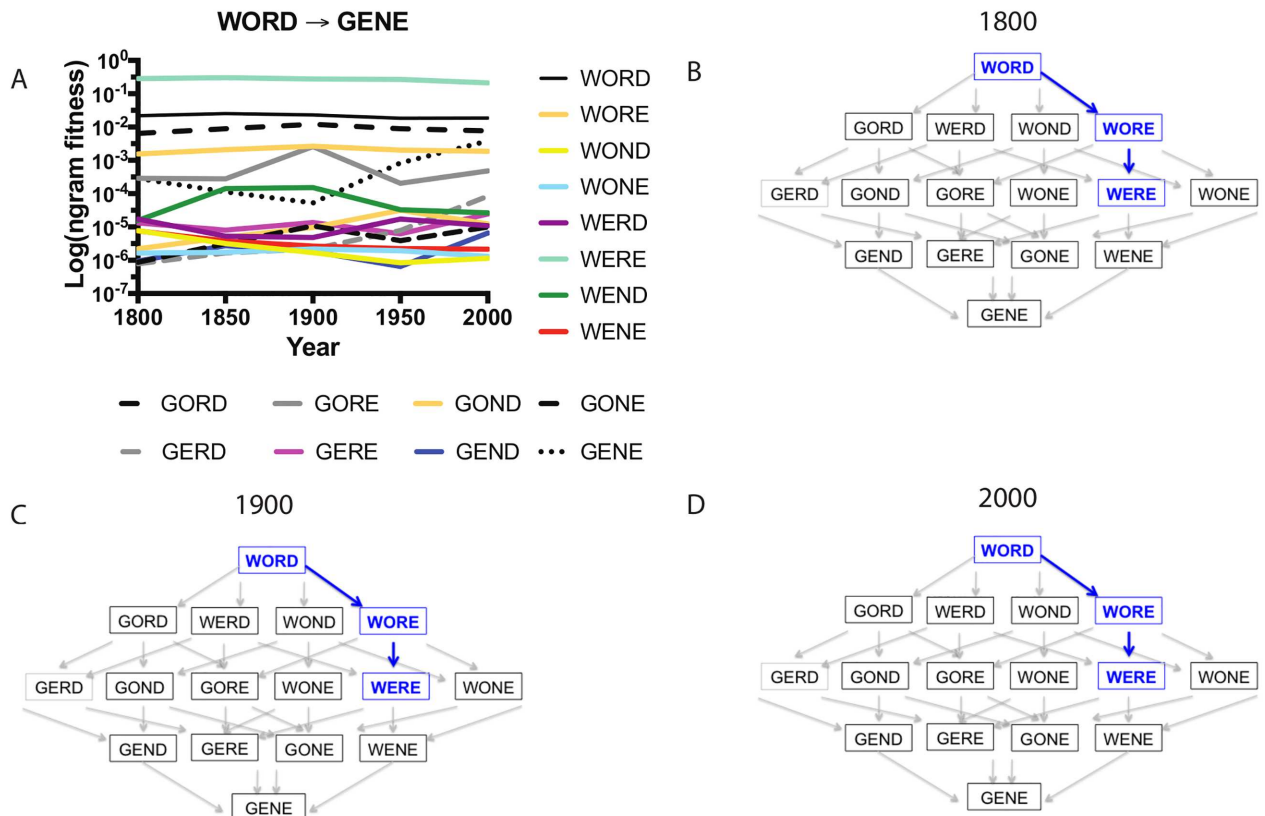 WORD → GENE
A
Log(ngram fitness)
10^0
10^-1
10^-2
10^-3
10^-4
10^-5
10^-6
10^-7
1800 1850 1900 1950 2000
Year
WORD
WORE
WOND
WONE
WERD
WERE
WEND
WENE
GORD GORE GOND GONE
GERD GERE GEND GENE
B
1800
WORD
GORD WERD WOND WORE
GERD GOND GORE WONE WERE WONE
GEND GERE GONE WENE
GENE
C
1900
WORD
GORD WERD WOND WORE
GERD GOND GORE WONE WERE WONE
GEND GERE GONE WENE
GENE
D
2000
WORD
GORD WERD WOND WORE
GERD GOND GORE WONE WERE WONE
GEND GERE GONE WENE
GENE